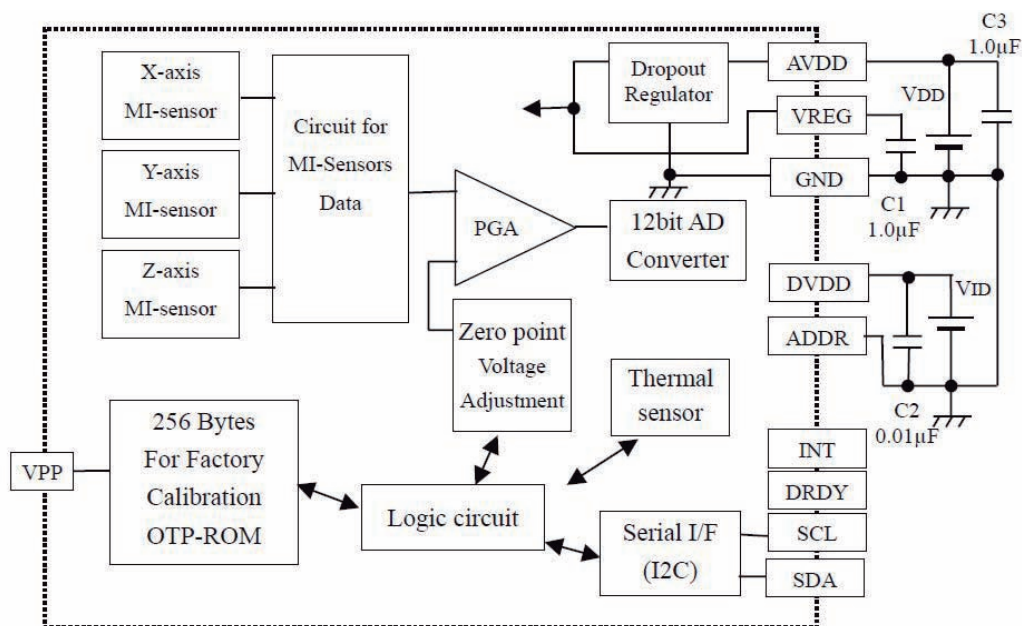 X-axis
MI-sensor
Y-axis
MI-sensor
Z-axis
MI-sensor
Circuit for
MI-Sensors
Data
PGA
Dropout
Regulator
12bit AD
Converter
Zero point
Voltage
Adjustment
Thermal
sensor
256 Bytes
For Factory
Calibration
OTP-ROM
VPP
Logic circuit
Serial I/F
(I2C)
AVDD
VREG
GND
DVDD
ADDR
INT
DRDY
SCL
SDA
C3
1.0μF
VDD
C1
1.0μF
VID
C2
0.01μF